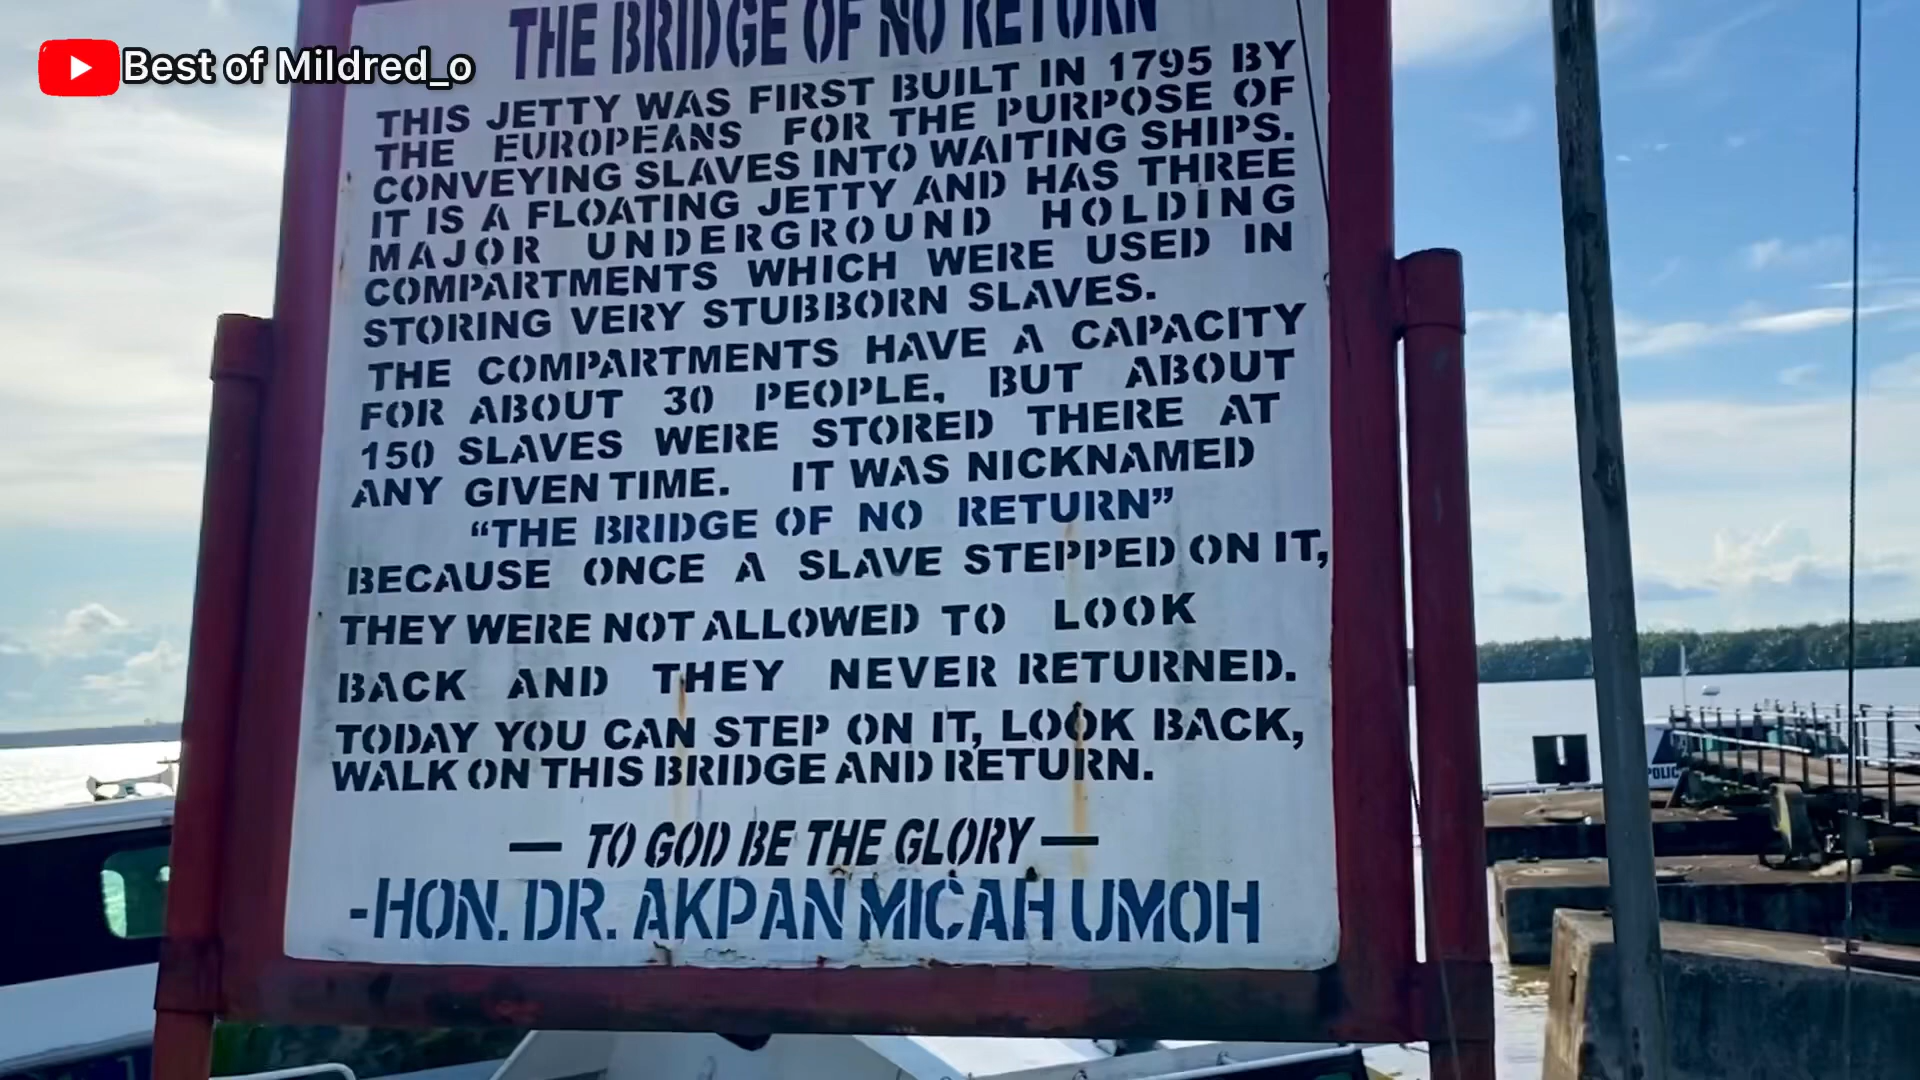 Best of Mildred_o
THE BRIDGE OF NO RETURN
THIS JETTY WAS FIRST BUILT IN 1795 BY
THE EUROPEANS FOR THE PURPOSE OF
CONVEYING SLAVES INTO WAITING SHIPS.
IT IS A FLOATING JETTY AND HAS THREE
MAJOR UNDERGROUND HOLDING
COMPARTMENTS WHICH WERE USED IN
STORING VERY STUBBORN SLAVES.
THE COMPARTMENTS HAVE A CAPACITY
FOR ABOUT 30 PEOPLE, BUT ABOUT
150 SLAVES WERE STORED THERE AT
ANY GIVEN TIME. IT WAS NICKNAMED
“THE BRIDGE OF NO RETURN”
BECAUSE ONCE A SLAVE STEPPED ON IT,
THEY WERE NOT ALLOWED TO LOOK
BACK AND THEY NEVER RETURNED.
TODAY YOU CAN STEP ON IT, LOOK BACK,
WALK ON THIS BRIDGE AND RETURN.
— TO GOD BE THE GLORY —
-HON. DR. AKPAN MICAH UMOH
POLIC